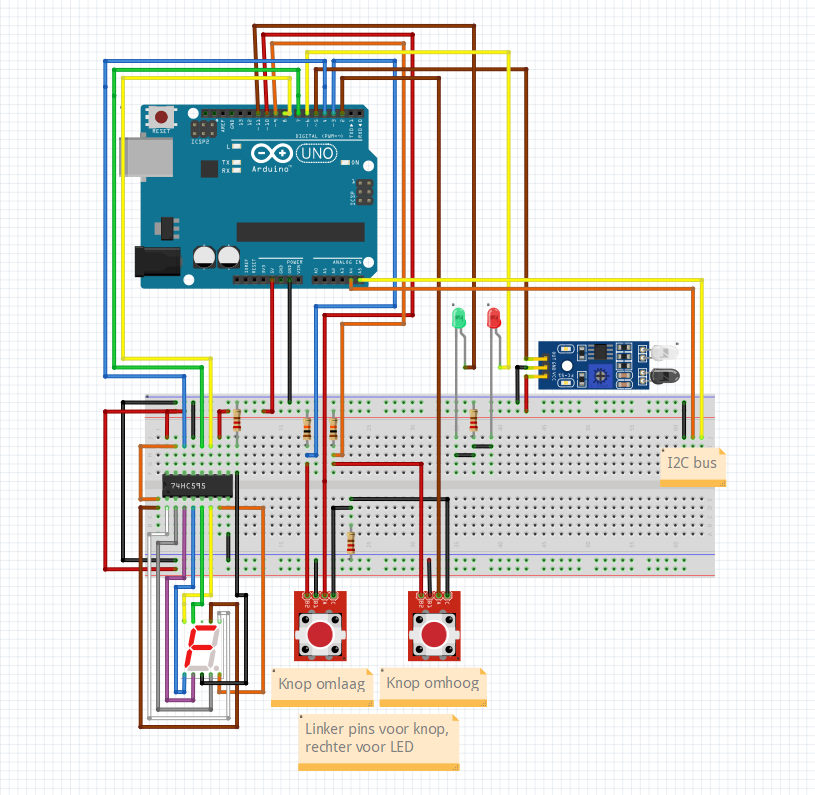 RESET
ICSP2
AREF
GND
13
12
~11
~10
~9
8
7
~6
~5
4
~3
2
TX▸1
RX◂0
DIGITAL (PWM=~)
L
TX
RX
UNO
ON
Arduino™
1
ICSP
IOREF
RESET
3V3
5V
GND
GND
VIN
POWER
ANALOG IN
A0
A1
A2
A3
A4
A5
74HC595
I2C bus
Knop omlaag
Knop omhoog
Linker pins voor knop,
rechter voor LED